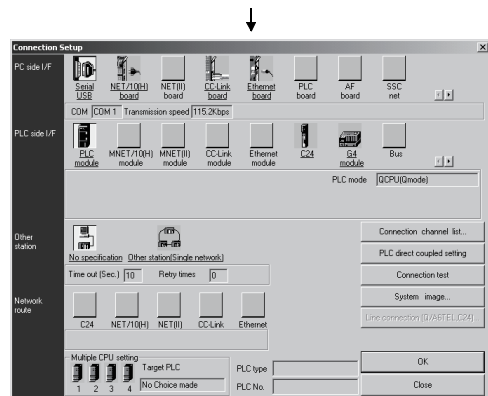 Connection Setup
PC side I/F
Serial USB
NET/10(H) board
NET(II) board
CC-Link board
Ethernet board
PLC board
AF board
SSC net
COM COM 1 Transmission speed 115.2Kbps
PLC side I/F
PLC module
MNET/10(H) module
MNET(II) module
CC-Link module
Ethernet module
C24
G4 module
Bus
PLC mode QCPU(Qmode)
Other station
No specification
Other station(Single network)
Time out (Sec.) 10 Retry times 0
Connection channel list...
PLC direct coupled setting
Connection test
System image...
Line connection (Q/A6TEL,C24)...
Network route
C24
NET/10(H)
NET(II)
CC-Link
Ethernet
Multiple CPU setting
1 2 3 4
Target PLC
No Choice made
PLC type
PLC No.
OK
Close